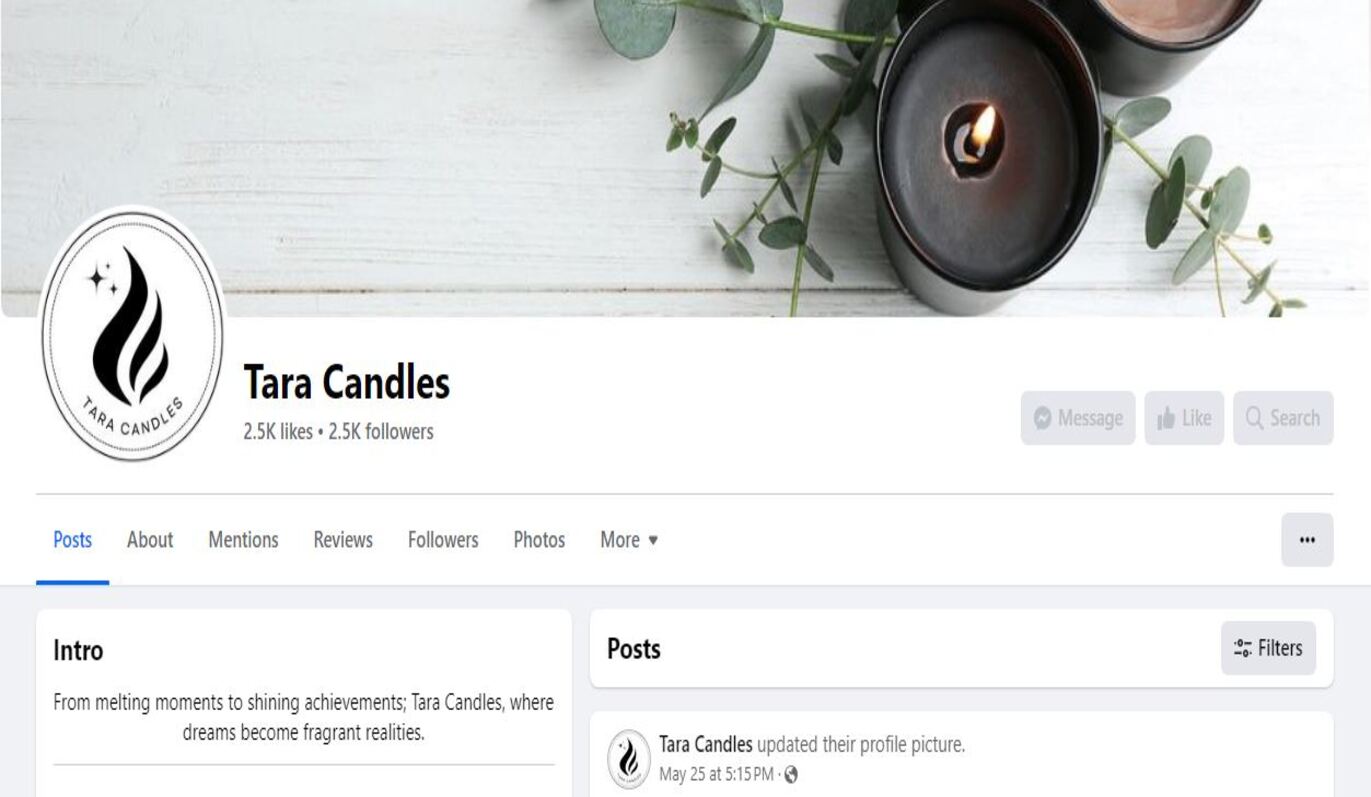 TARA CANDLES
Tara Candles
2.5K likes • 2.5K followers
Message
Like
Search
Posts
About
Mentions
Reviews
Followers
Photos
More
Intro
From melting moments to shining achievements; Tara Candles, where
dreams become fragrant realities.
Posts
Filters
Tara Candles updated their profile picture.
May 25 at 5:15 PM ·